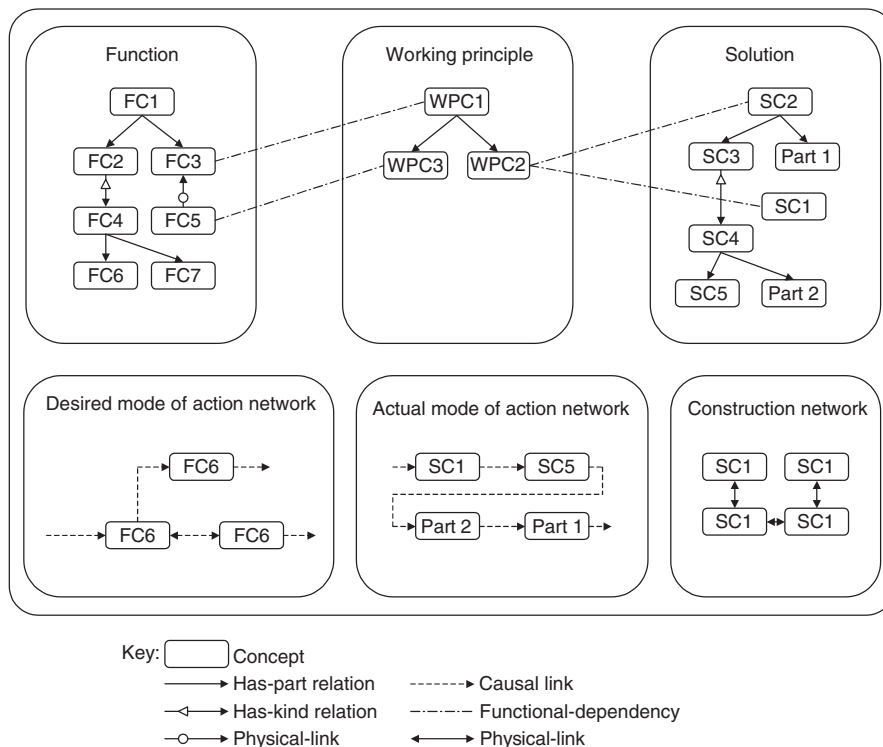 Function
Working principle
Solution
FC1
WPC1
SC2
FC2
FC3
WPC3
WPC2
SC3
Part 1
FC4
FC5
SC1
SC4
FC6
FC7
SC5
Part 2
Desired mode of action network
Actual mode of action network
Construction network
FC6
SC1
SC5
SC1
SC1
FC6
FC6
Part 2
Part 1
SC1
SC1
Key:
Concept
Has-part relation
Causal link
Has-kind relation
Functional-dependency
Physical-link
Physical-link